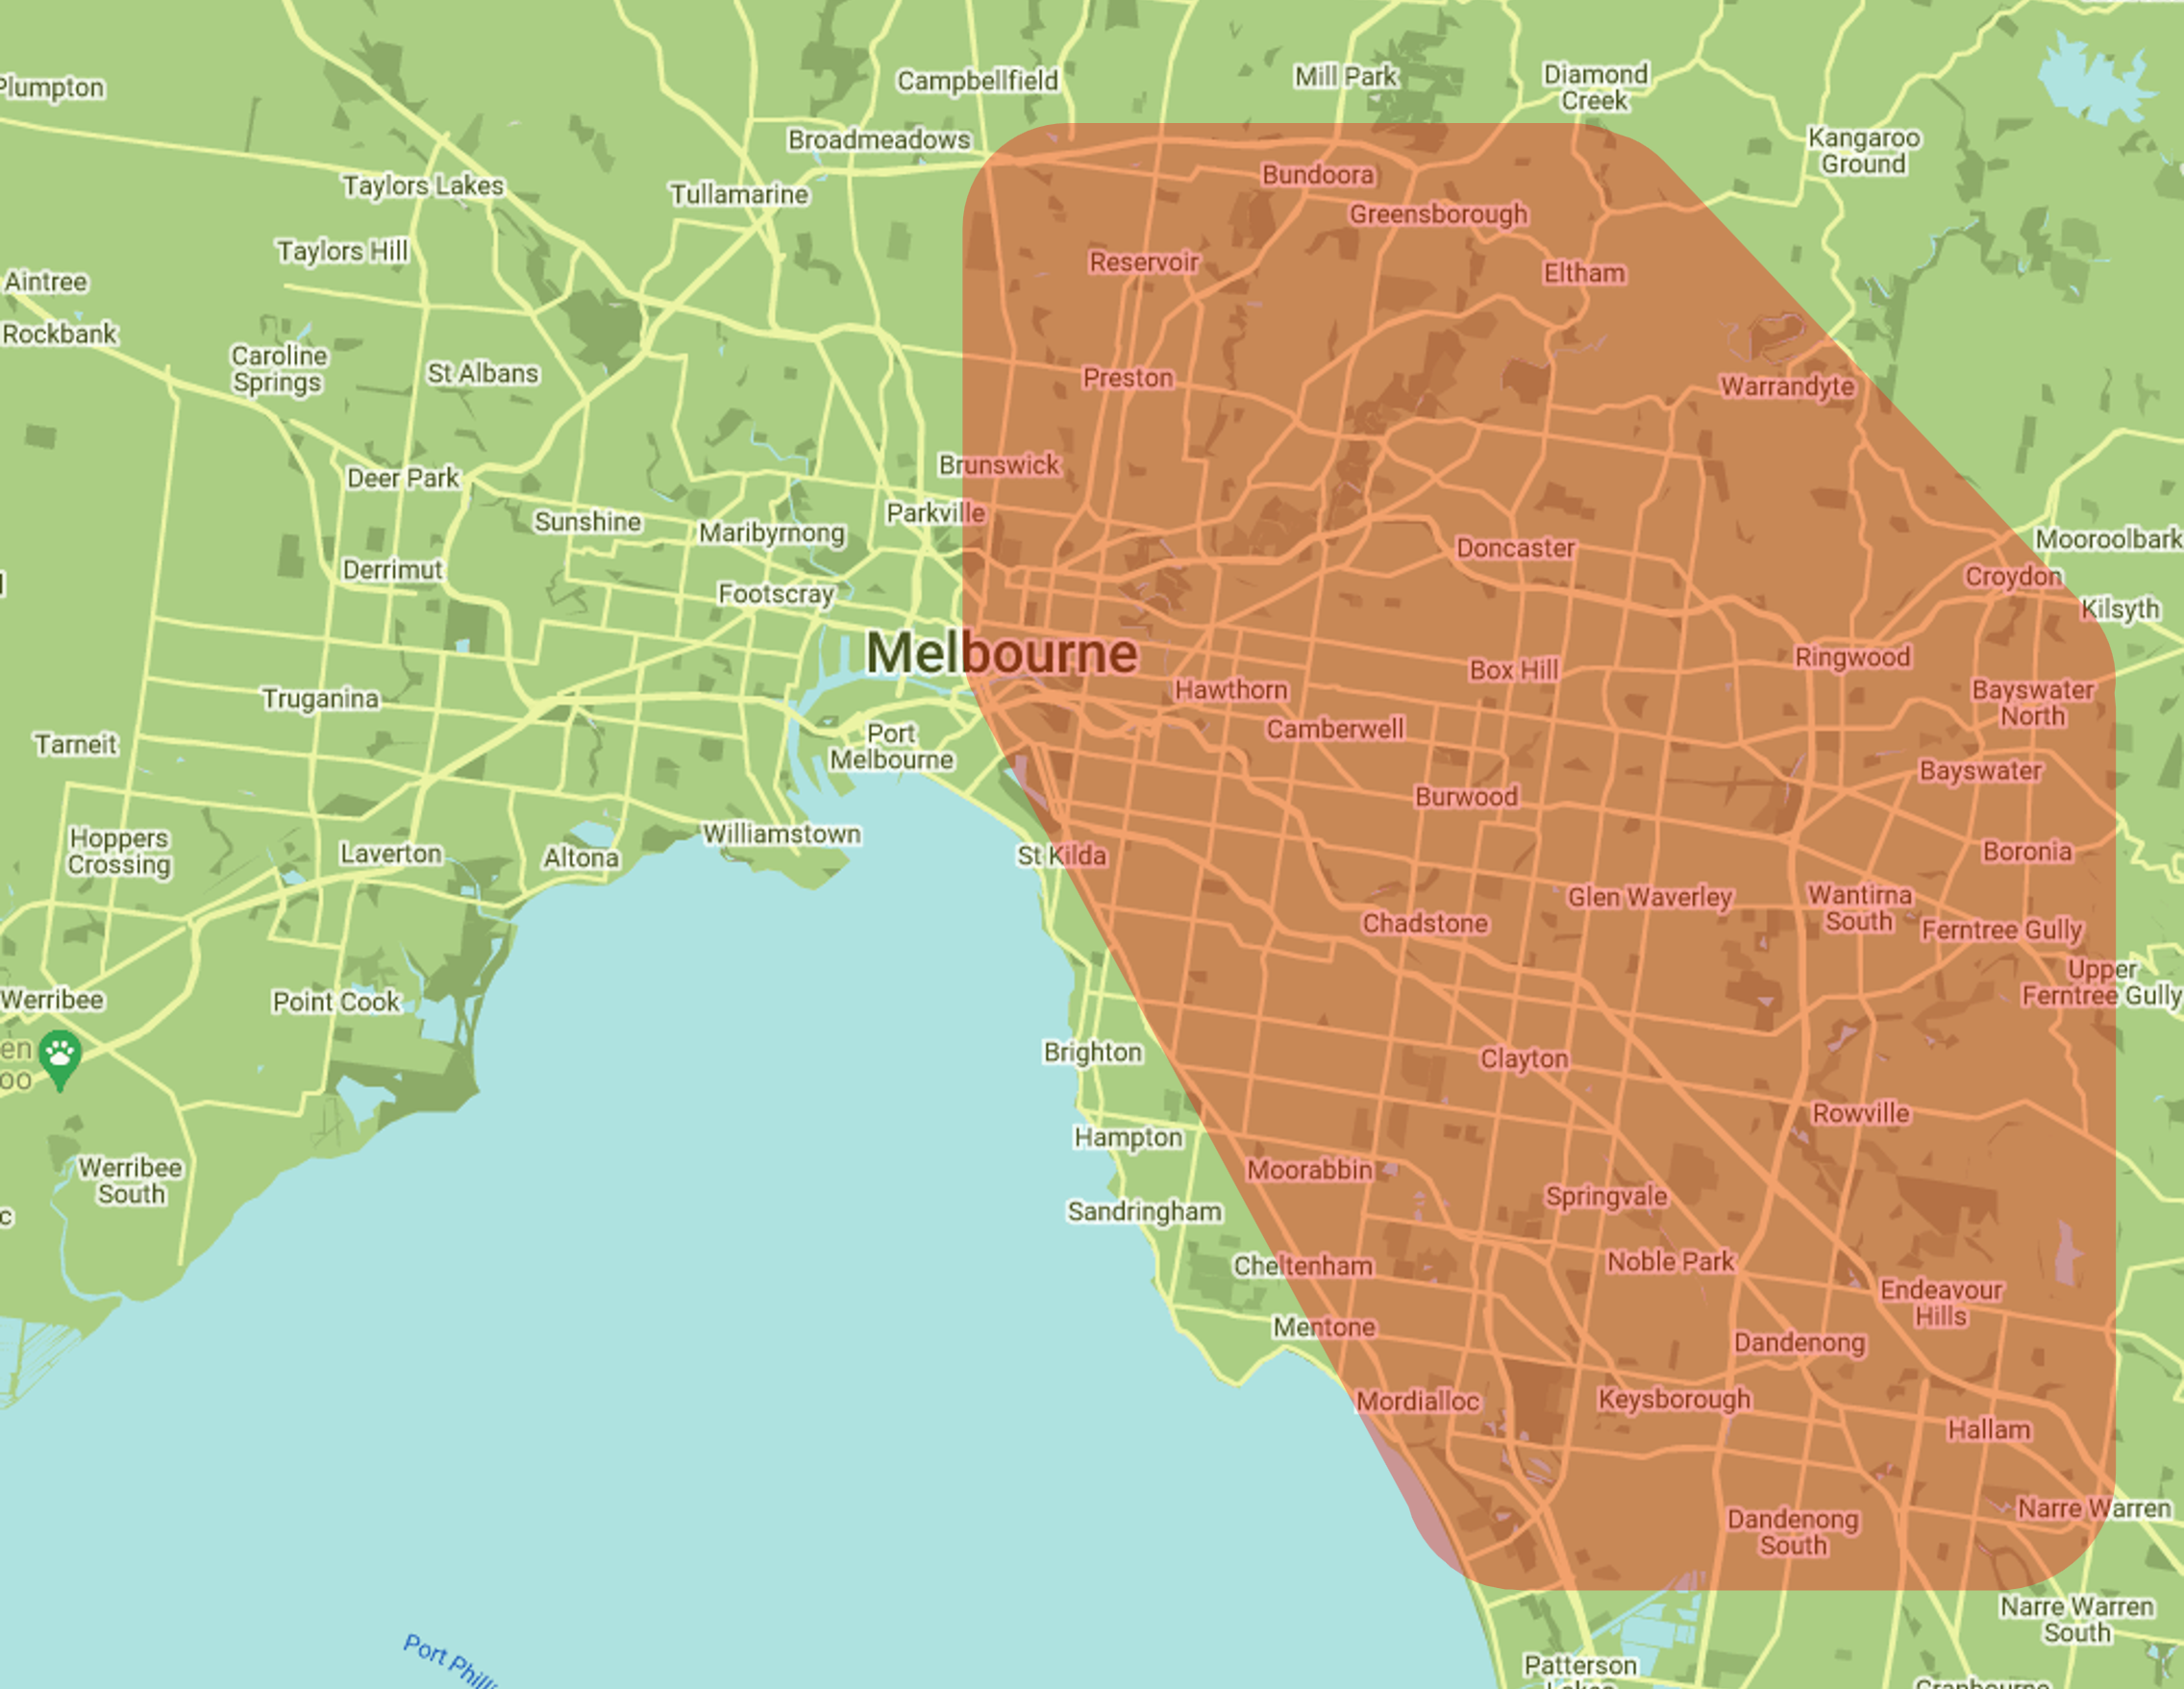 Plumpton
Campbellfield
Mill Park
Diamond
Creek
Broadmeadows
Kangaroo
Ground
Taylors Lakes
Tullamarine
Bundoora
Greensborough
Taylors Hill
Reservoir
Eltham
Aintree
Rockbank
Caroline
Springs
St Albans
Preston
Warrandyte
Brunswick
Deer Park
Parkville
Sunshine
Maribyrnong
Doncaster
Mooroolbark
Derrimut
Croydon
Footscray
Kilsyth
Melbourne
Ringwood
Box Hill
Hawthorn
Bayswater
North
Truganina
Camberwell
Port
Melbourne
Tarneit
Bayswater
Burwood
Williamstown
Hoppers
Crossing
Laverton
Altona
St Kilda
Boronia
Glen Waverley
Wantirna
South
Chadstone
Ferntree Gully
Upper
Ferntree Gully
Werribee
Point Cook
en
oo
Brighton
Clayton
Rowville
Hampton
Werribee
South
Moorabbin
Springvale
Sandringham
c
Cheltenham
Noble Park
Endeavour
Hills
Mentone
Dandenong
Mordialloc
Keysborough
Hallam
Narre Warren
Dandenong
South
Narre Warren
South
Port Philli
Patterson
Lakes
Cranbourne